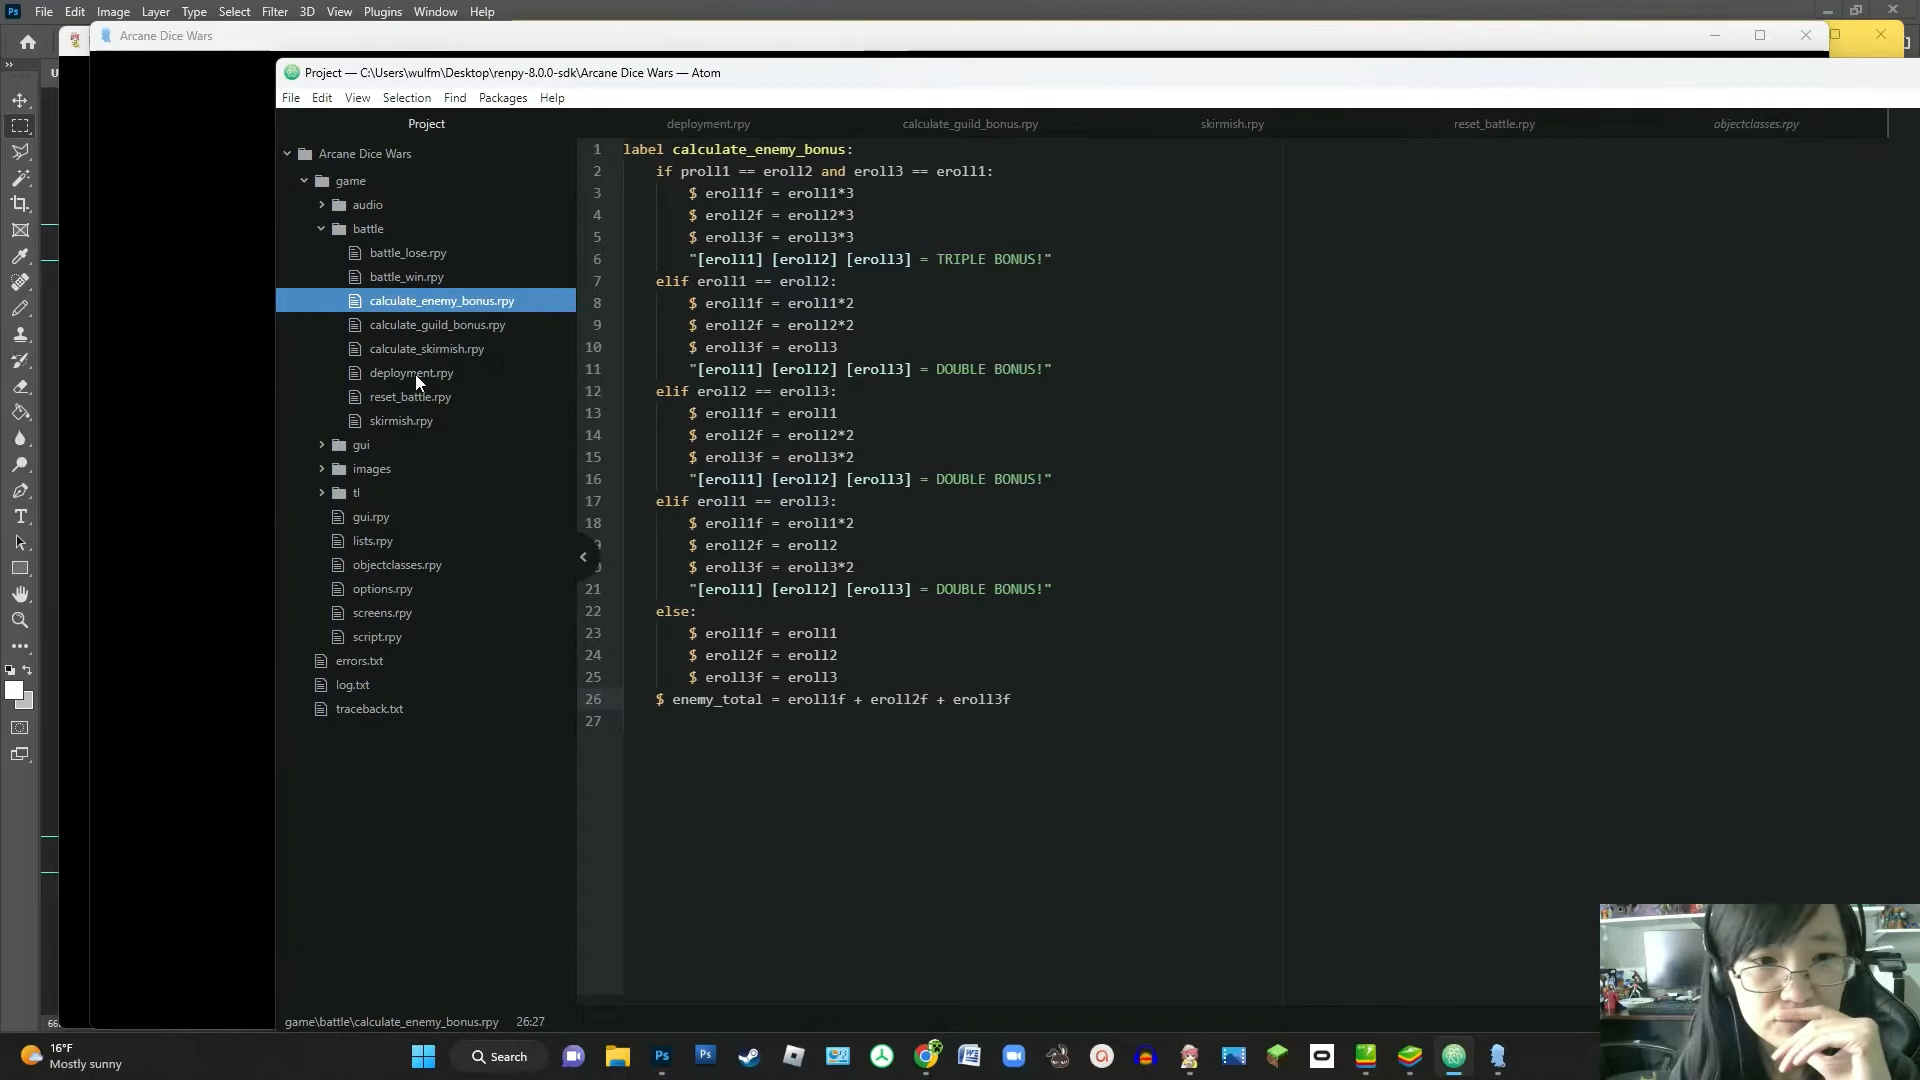 Ps File Edit Image Layer Type Select Filter 3D View Plugins Window Help
Arcane Dice Wars
Project — C:\Users\wulfm\Desktop\renpy-8.0.0-sdk\Arcane Dice Wars — Atom
File Edit View Selection Find Packages Help
Project
deployment.rpy calculate_guild_bonus.rpy skirmish.rpy reset_battle.rpy objectclasses.rpy
Arcane Dice Wars
game
audio
battle
battle_lose.rpy
battle_win.rpy
calculate_enemy_bonus.rpy
calculate_guild_bonus.rpy
calculate_skirmish.rpy
deployment.rpy
reset_battle.rpy
skirmish.rpy
gui
images
tl
gui.rpy
lists.rpy
objectclasses.rpy
options.rpy
screens.rpy
script.rpy
errors.txt
log.txt
traceback.txt
1 label calculate_enemy_bonus:
2 if proll1 == eroll2 and eroll3 == eroll1:
3 $ eroll1f = eroll1*3
4 $ eroll2f = eroll2*3
5 $ eroll3f = eroll3*3
6 "[eroll1] [eroll2] [eroll3] = TRIPLE BONUS!"
7 elif eroll1 == eroll2:
8 $ eroll1f = eroll1*2
9 $ eroll2f = eroll2*2
10 $ eroll3f = eroll3
11 "[eroll1] [eroll2] [eroll3] = DOUBLE BONUS!"
12 elif eroll2 == eroll3:
13 $ eroll1f = eroll1
14 $ eroll2f = eroll2*2
15 $ eroll3f = eroll3*2
16 "[eroll1] [eroll2] [eroll3] = DOUBLE BONUS!"
17 elif eroll1 == eroll3:
18 $ eroll1f = eroll1*2
9 $ eroll2f = eroll2
0 $ eroll3f = eroll3*2
21 "[eroll1] [eroll2] [eroll3] = DOUBLE BONUS!"
22 else:
23 $ eroll1f = eroll1
24 $ eroll2f = eroll2
25 $ eroll3f = eroll3
26 $ enemy_total = eroll1f + eroll2f + eroll3f
27
game\battle\calculate_enemy_bonus.rpy 26:27
16°F
Mostly sunny
Search